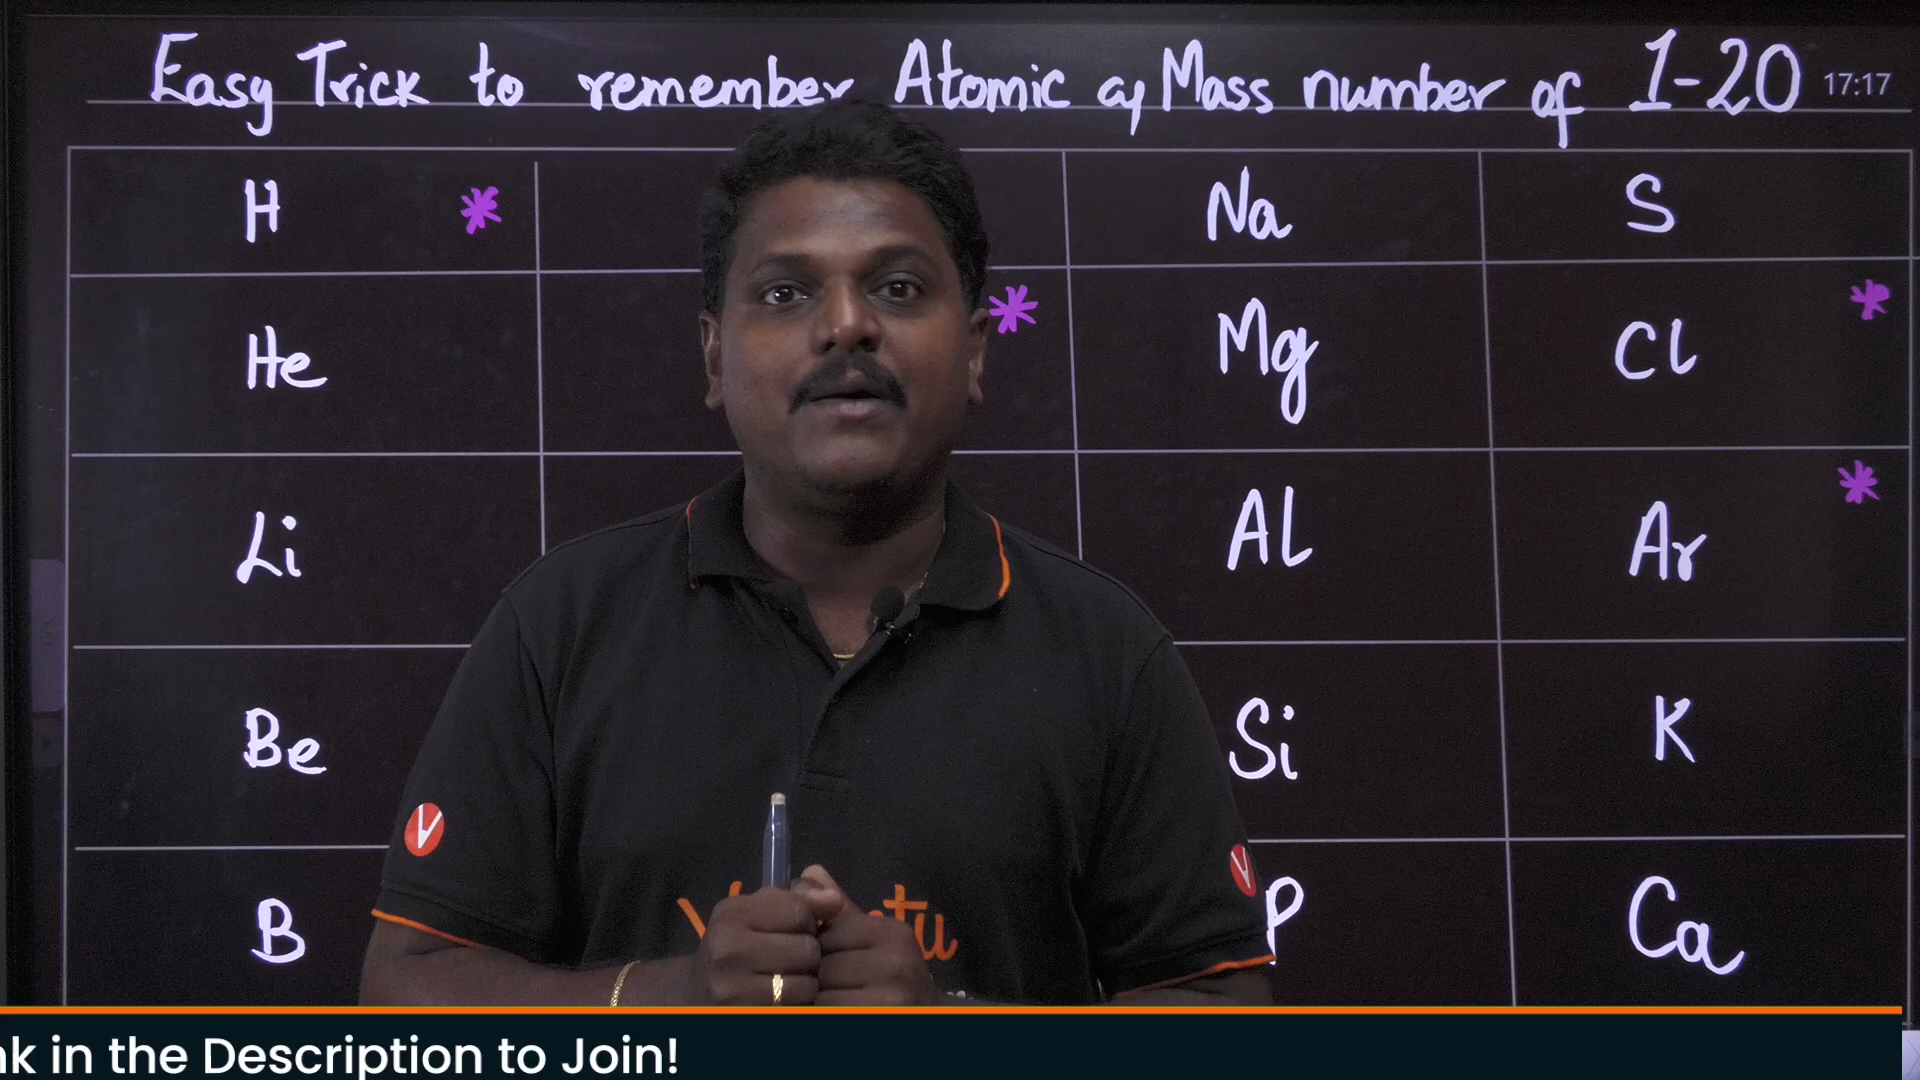 Easy Trick to remember Atomic & Mass number of 1-20 17:17
H * Na S
He * Mg Cl *
Li Al Ar *
Be Si K
B P Ca
nk in the Description to Join!